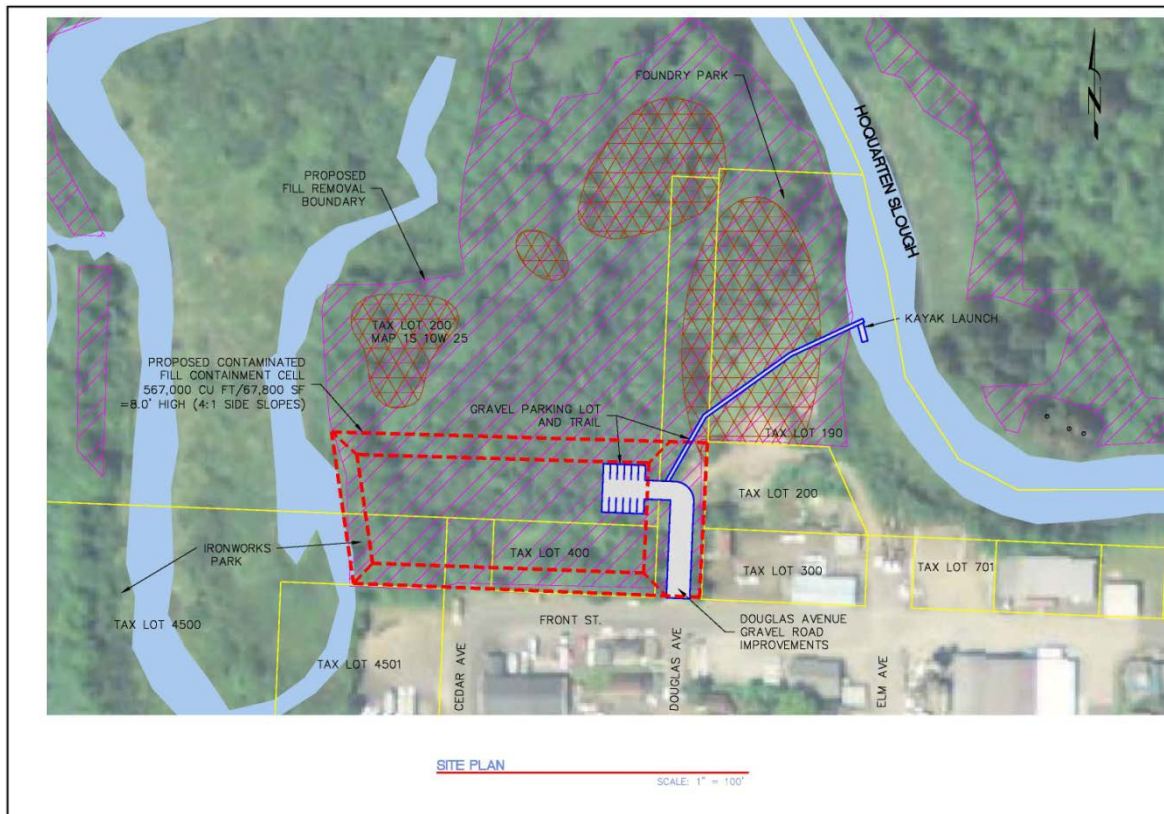 FOUNDRY PARK
N
HOQUARTEN SLOUGH
PROPOSED
FILL REMOVAL
BOUNDARY
KAYAK LAUNCH
TAX LOT 200
MAP 1S 10W 25
PROPOSED CONTAMINATED
FILL CONTAINMENT CELL
567,000 CU FT/67,800 SF
=8.0' HIGH (4:1 SIDE SLOPES)
GRAVEL PARKING LOT
AND TRAIL
TAX LOT 190
TAX LOT 200
IRONWORKS
PARK
TAX LOT 400
TAX LOT 300
TAX LOT 701
TAX LOT 4500
FRONT ST.
DOUGLAS AVENUE
GRAVEL ROAD
IMPROVEMENTS
TAX LOT 4501
CEDAR AVE
DOUGLAS AVE
ELM AVE
SITE PLAN
SCALE: 1" = 100'